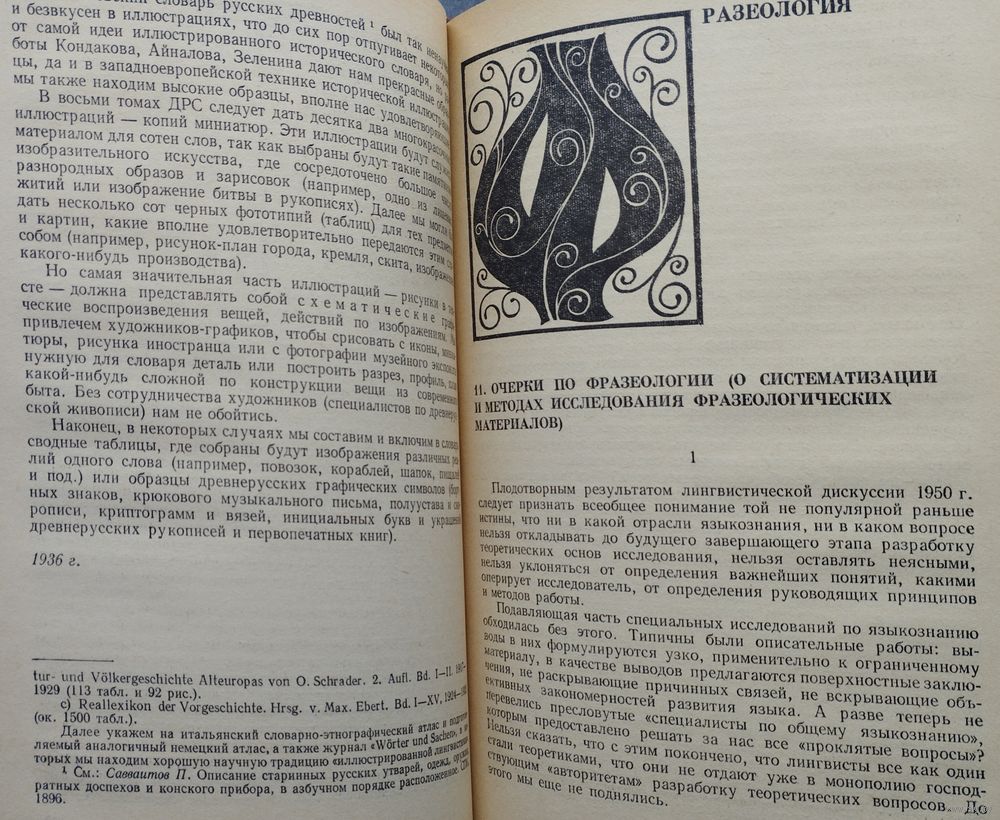 словарь русских древностей ¹ был так
и безвкусен в иллюстрациях, что до сих пор отпугивает
от самой идеи иллюстрированного исторического словаря,
боты Кондакова, Айналова, Зеленина дают нам прекрасные
цы, да и в западноевропейской технике исторической
мы также находим высокие образцы, вполне нас
В восьми томах ДРС следует дать десятка два
иллюстраций — копий миниатюр. Эти иллюстрации будут
материалом для сотен слов, так как выбраны будут такие
изобразительного искусства, где сосредоточено большое
разнородных образов и зарисовок (например, одно из
житий или изображение битвы в рукописях). Далее мы
дать несколько сот черных фототипий (таблиц) для тех
и картин, какие вполне удовлетворительно передаются этим
собом (например, рисунок-план города, кремля, скита,
какого-нибудь производства).
Но самая значительная часть иллюстраций — рисунки в
сте — должна представлять собой схематические
ческие воспроизведения вещей, действий по изображениям.
привлечем художников-графиков, чтобы срисовать с иконы,
тюры, рисунка иностранца или с фотографии музейного
нужную для словаря деталь или построить разрез, профиль,
какой-нибудь сложной по конструкции вещи из
быта. Без сотрудничества художников (специалистов по
ской живописи) нам не обойтись.
Наконец, в некоторых случаях мы составим и включим в
сводные таблицы, где собраны будут изображения различных
лий одного слова (например, повозок, кораблей, шапок,
и под.) или образцы древнерусских графических символов
ных знаков, крюкового музыкального письма, полуустава и
рописи, криптограмм и вязей, инициальных букв и
древнерусских рукописей и первопечатных книг).
1936 г.
tur- und Völkergeschichte Alteuropas von O. Schrader. 2. Aufl. Bd. I—II.
1929 (113 табл. и 92 рис.).
c) Reallexikon der Vorgeschichte. Hrsg. v. Max. Ebert. Bd. I—XV,
(ок. 1500 табл.).
Далее укажем на итальянский словарно-этнографический атлас и
ляемый аналогичный немецкий атлас, а также журнал «Wörter und Sachen»,
торых мы находим хорошую научную традицию «иллюстрированной
¹ См.: Савваитов П. Описание старинных русских утварей, одежд,
ратных доспехов и конского прибора, в азбучном порядке расположенное.
1896.
Ф
РАЗЕОЛОГИЯ
11. ОЧЕРКИ ПО ФРАЗЕОЛОГИИ (О СИСТЕМАТИЗАЦИИ
И МЕТОДАХ ИССЛЕДОВАНИЯ ФРАЗЕОЛОГИЧЕСКИХ
МАТЕРИАЛОВ)
1
Плодотворным результатом лингвистической дискуссии 1950 г.
следует признать всеобщее понимание той не популярной раньше
истины, что ни в какой отрасли языкознания, ни в каком вопросе
нельзя откладывать до будущего завершающего этапа разработку
теоретических основ исследования, нельзя оставлять неясными,
нельзя уклоняться от определения важнейших понятий, какими
оперирует исследователь, от определения руководящих принципов
и методов работы.
Подавляющая часть специальных исследований по языкознанию
обходилась без этого. Типичны были описательные работы: вы-
воды в них формулируются узко, применительно к ограниченному
материалу, в качестве выводов предлагаются поверхностные заклю-
чения, не раскрывающие причинных связей, не вскрывающие объ-
ективных закономерностей развития языка. А разве теперь не
перевелись пресловутые «специалисты по общему языкознанию»,
которым предоставлено решать за нас все «проклятые вопросы»?
Нельзя сказать, что с этим покончено, что лингвисты все как один
стали теоретиками, что они не отдают уже в монополию господ-
ствующим «авторитетам» разработку теоретических вопросов. До
этого мы еще не поднялись.